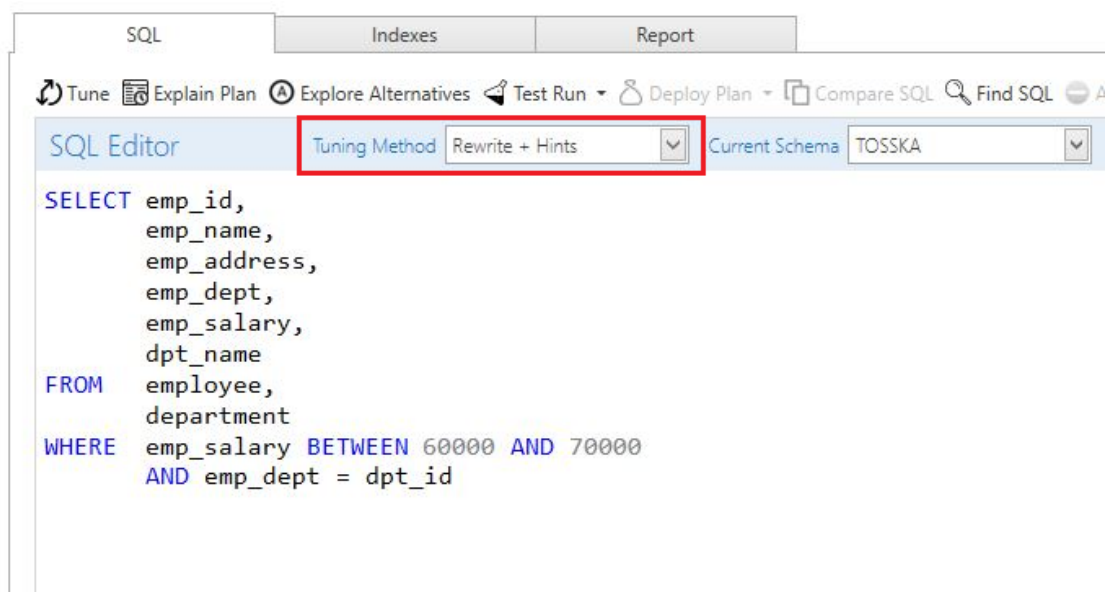 SQL Indexes Report
Tune Explain Plan Explore Alternatives Test Run Deploy Plan Compare SQL Find SQL
SQL Editor Tuning Method Rewrite + Hints Current Schema TOSSKA
SELECT emp_id,
emp_name,
emp_address,
emp_dept,
emp_salary,
dpt_name
FROM employee,
department
WHERE emp_salary BETWEEN 60000 AND 70000
AND emp_dept = dpt_id